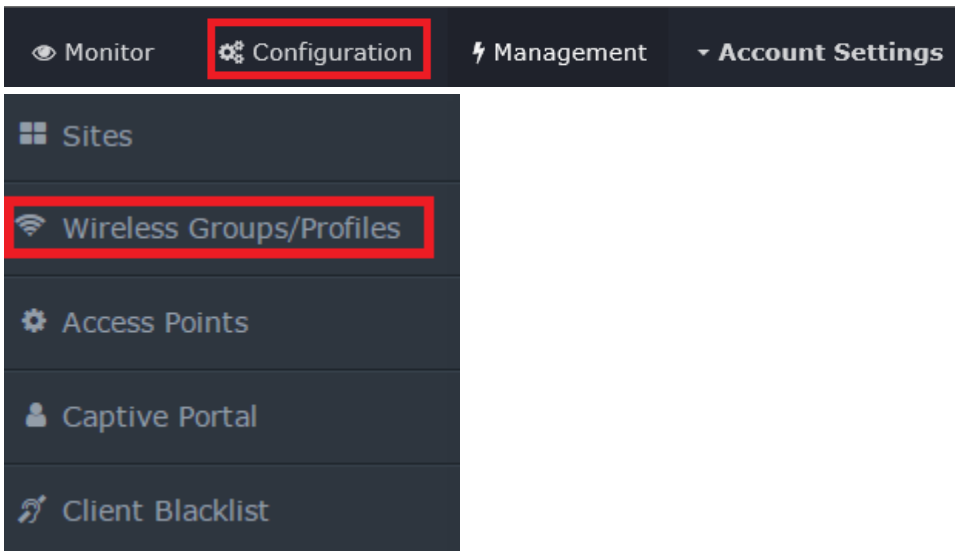 Monitor Configuration Management Account Settings
Sites
Wireless Groups/Profiles
Access Points
Captive Portal
Client Blacklist